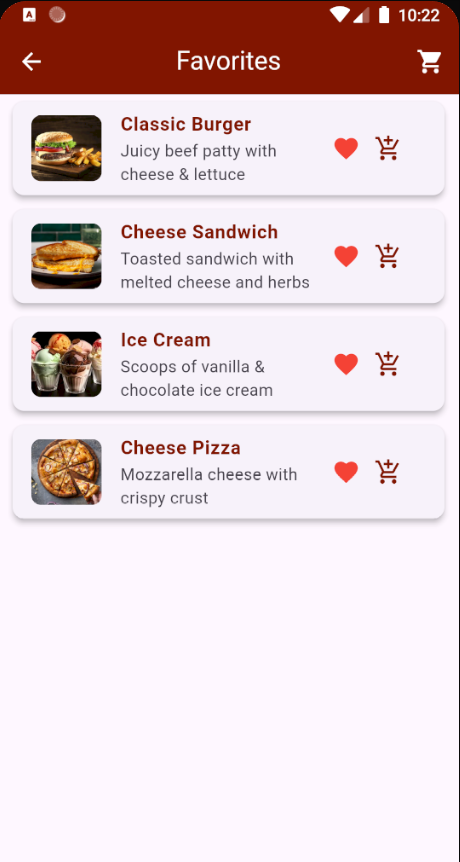 A
10:22
Favorites
Classic Burger
Juicy beef patty with
cheese & lettuce
Cheese Sandwich
Toasted sandwich with
melted cheese and herbs
Ice Cream
Scoops of vanilla &
chocolate ice cream
Cheese Pizza
Mozzarella cheese with
crispy crust